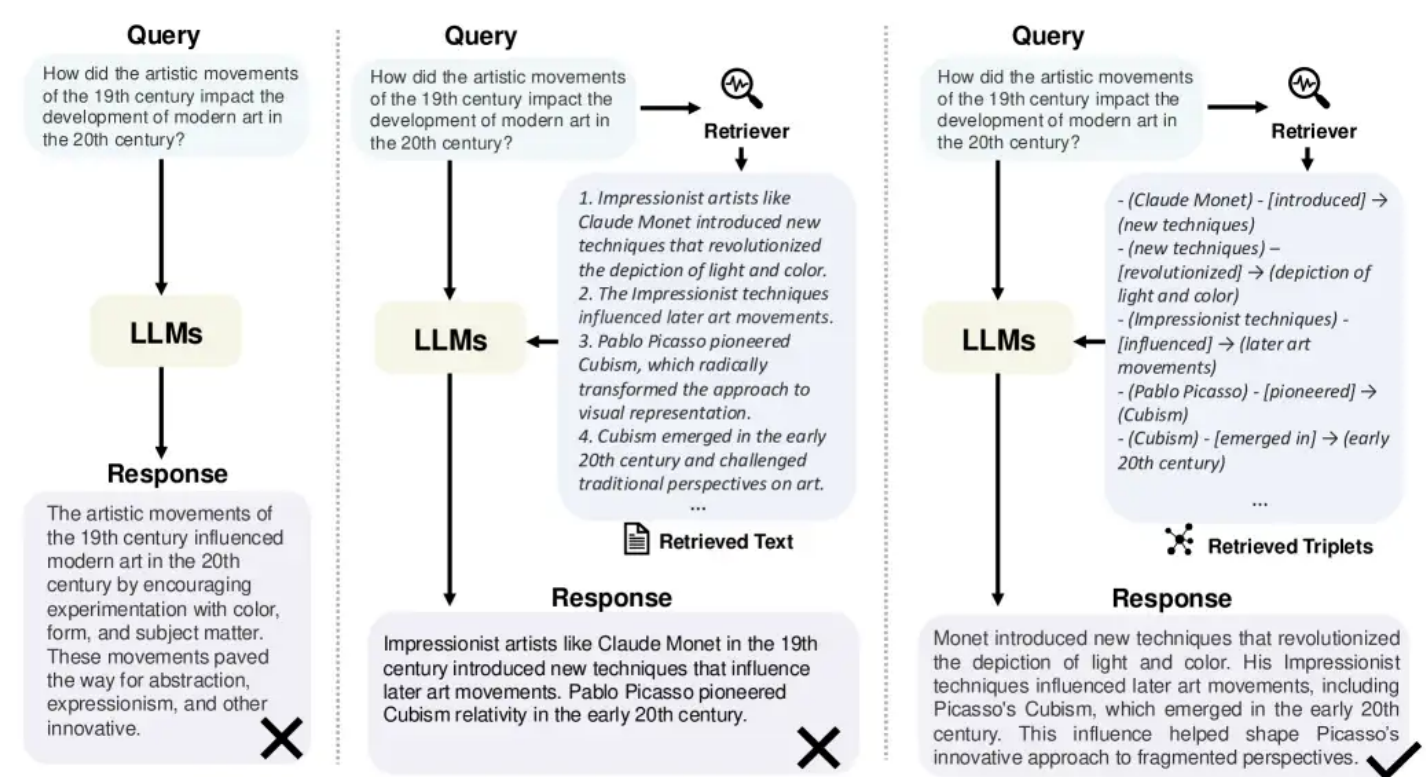 Query
How did the artistic movements
of the 19th century impact the
development of modern art in
the 20th century?
LLMs
Response
The artistic movements of
the 19th century influenced
modern art in the 20th
century by encouraging
experimentation with color,
form, and subject matter.
These movements paved
the way for abstraction,
expressionism, and other
innovative.
Query
How did the artistic movements
of the 19th century impact the
development of modern art in
the 20th century?
Retriever
1. Impressionist artists like
Claude Monet introduced new
techniques that revolutionized
the depiction of light and color.
2. The Impressionist techniques
influenced later art movements.
3. Pablo Picasso pioneered
Cubism, which radically
transformed the approach to
visual representation.
4. Cubism emerged in the early
20th century and challenged
traditional perspectives on art.
...
Retrieved Text
LLMs
Response
Impressionist artists like Claude Monet in the 19th
century introduced new techniques that influence
later art movements. Pablo Picasso pioneered
Cubism relativity in the early 20th century.
Query
How did the artistic movements
of the 19th century impact the
development of modern art in
the 20th century?
Retriever
- (Claude Monet) - [introduced] →
(new techniques)
- (new techniques) –
[revolutionized] → (depiction of
light and color)
- (Impressionist techniques) -
[influenced] → (later art
movements)
- (Pablo Picasso) - [pioneered] →
(Cubism)
- (Cubism) - [emerged in] → (early
20th century)
...
Retrieved Triplets
LLMs
Response
Monet introduced new techniques that revolutionized
the depiction of light and color. His Impressionist
techniques influenced later art movements, including
Picasso's Cubism, which emerged in the early 20th
century. This influence helped shape Picasso's
innovative approach to fragmented perspectives.